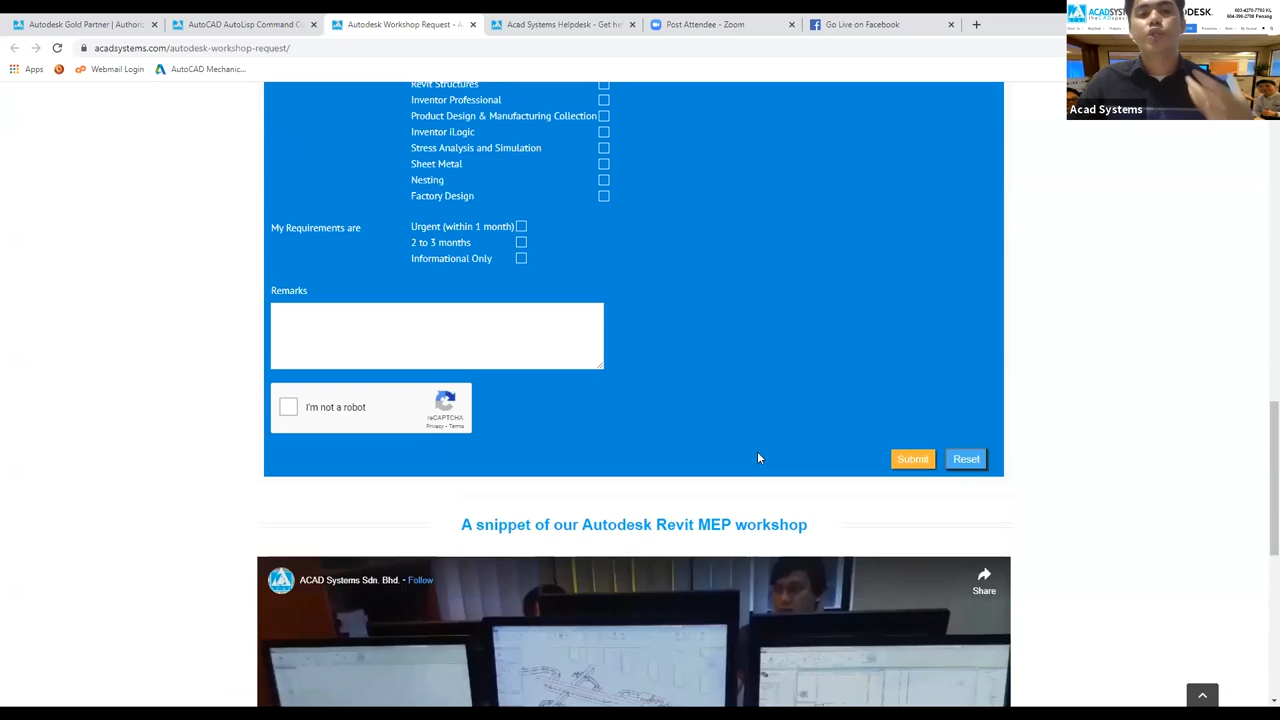 Autodesk Gold Partner | Authori
AutoCAD AutoLisp Command Cu
Autodesk Workshop Request - A
Acad Systems Helpdesk - Get he
Post Attendee - Zoom
Go Live on Facebook
acadsystems.com/autodesk-workshop-request/
Apps
Webmail Login
AutoCAD Mechanic...
Acad Systems
Revit Structures
Inventor Professional
Product Design & Manufacturing Collection
Inventor iLogic
Stress Analysis and Simulation
Sheet Metal
Nesting
Factory Design
My Requirements are
Urgent (within 1 month)
2 to 3 months
Informational Only
Remarks
I'm not a robot
reCAPTCHA
Privacy - Terms
Submit
Reset
A snippet of our Autodesk Revit MEP workshop
ACAD Systems Sdn. Bhd. • Follow
Share